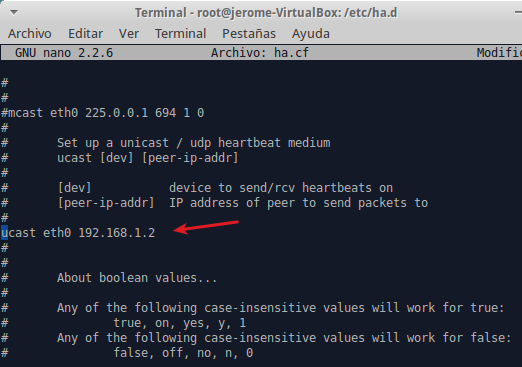 Terminal - root@jerome-VirtualBox: /etc/ha.d
Archivo Editar Ver Terminal Pestañas Ayuda
GNU nano 2.2.6 Archivo: ha.cf Modific
#
#
#mcast eth0 225.0.0.1 694 1 0
#
# Set up a unicast / udp heartbeat medium
# ucast [dev] [peer-ip-addr]
#
# [dev] device to send/rcv heartbeats on
# [peer-ip-addr] IP address of peer to send packets to
#
ucast eth0 192.168.1.2
#
#
# About boolean values...
#
# Any of the following case-insensitive values will work for true:
# true, on, yes, y, 1
# Any of the following case-insensitive values will work for false:
# false, off, no, n, 0